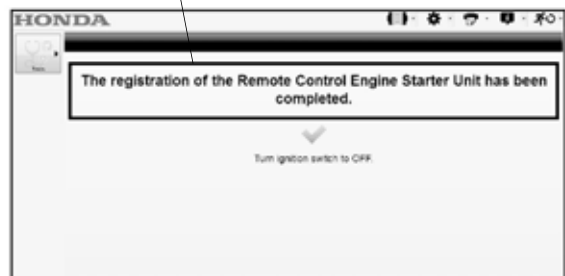 HONDA
The registration of the Remote Control Engine Starter Unit has been
completed.
Turn ignition switch to OFF.